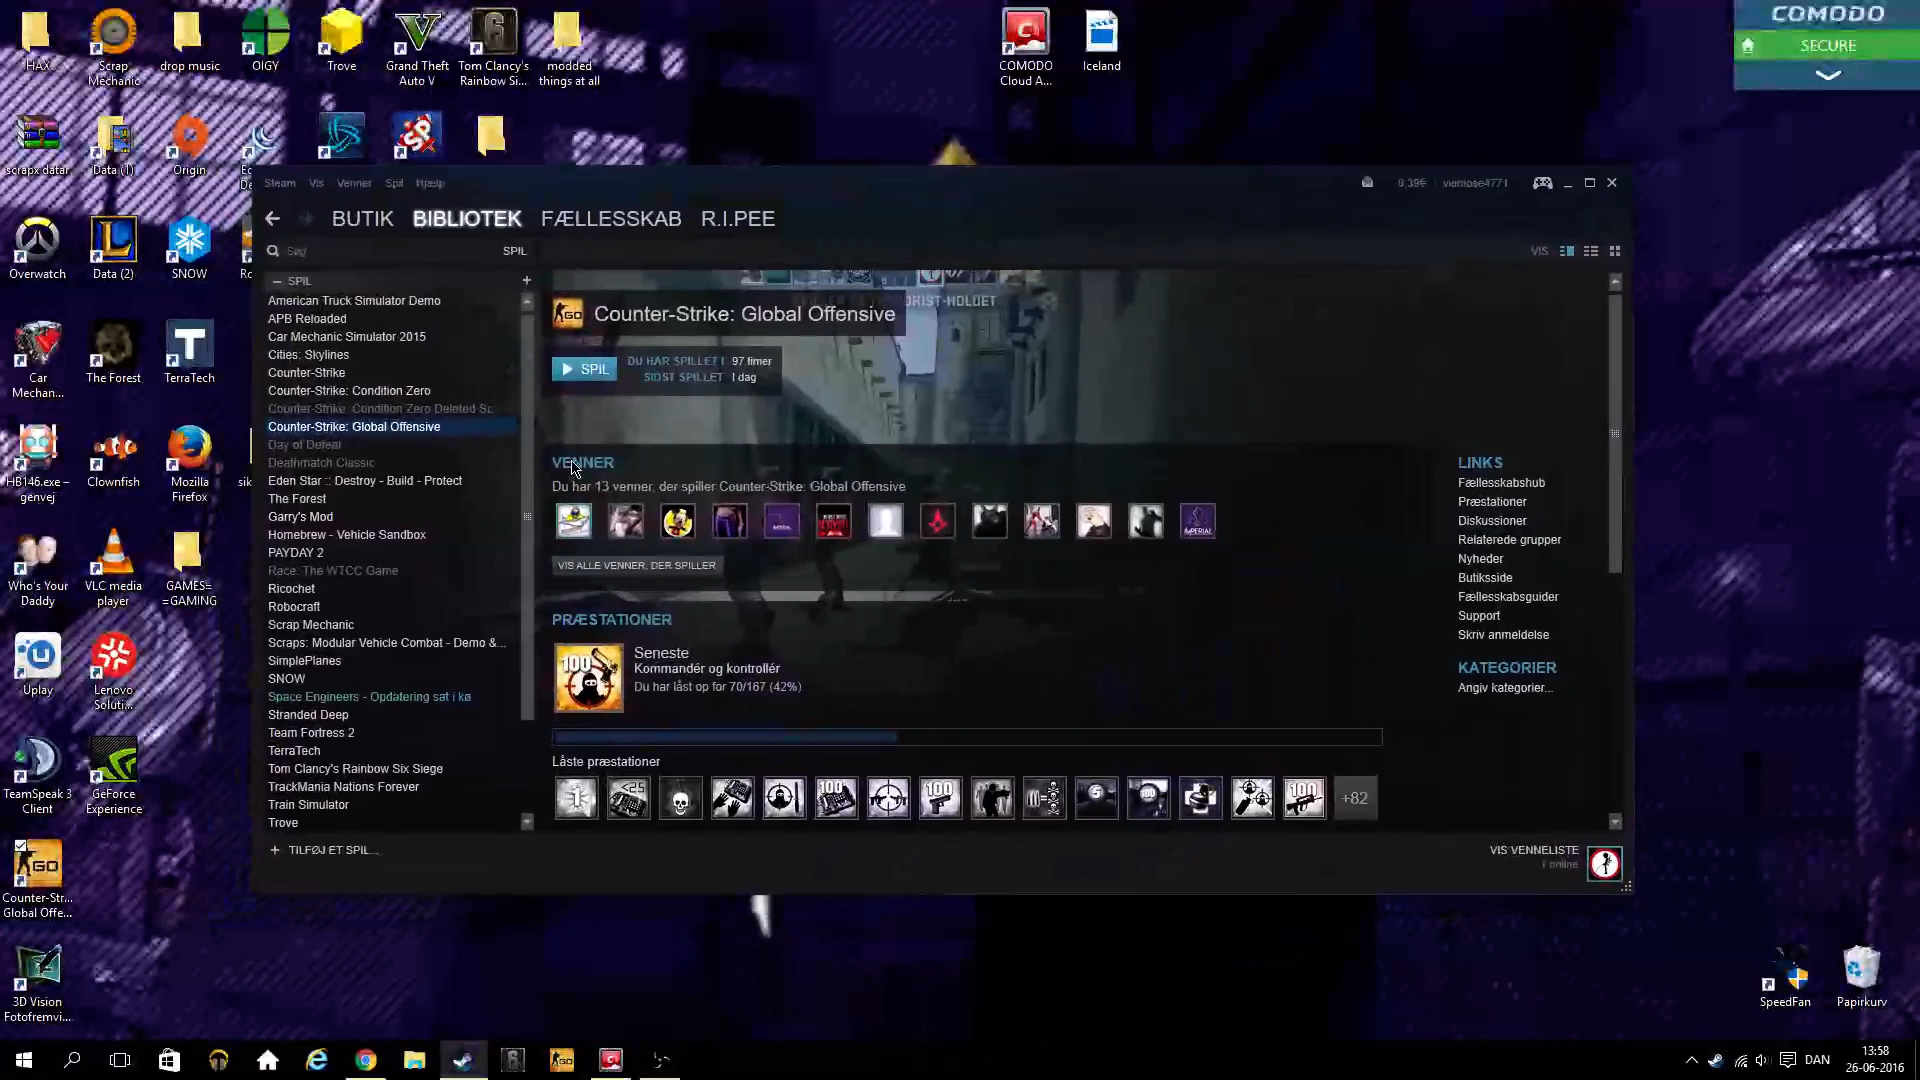 HAX
Scrap Mechanic
drop music
OIGY
Trove
Grand Theft Auto V
Tom Clancy's Rainbow Si...
modded things at all
COMODO Cloud A...
Iceland
COMODO
SECURE
scrapx datar
Data (1)
Origin
Overwatch
Data (2)
SNOW
Car Mechan...
The Forest
TerraTech
HB146.exe – genvej
Clownfish
Mozilla Firefox
Who's Your Daddy
VLC media player
GAMES= =GAMING
Uplay
Lenovo Soluti...
TeamSpeak 3 Client
GeForce Experience
Counter-Str... Global Offe...
3D Vision Fotofremvi...
SpeedFan
Papirkurv
Steam Vis Venner Spil Hjælp
0,39€
BUTIK BIBLIOTEK FÆLLESSKAB R.I.PEE
Søg
SPIL
VIS
– SPIL +
American Truck Simulator Demo
APB Reloaded
Car Mechanic Simulator 2015
Cities: Skylines
Counter-Strike
Counter-Strike: Condition Zero
Counter-Strike: Condition Zero Deleted Sc
Counter-Strike: Global Offensive
Day of Defeat
Deathmatch Classic
Eden Star :: Destroy - Build - Protect
The Forest
Garry's Mod
Homebrew - Vehicle Sandbox
PAYDAY 2
Race: The WTCC Game
Ricochet
Robocraft
Scrap Mechanic
Scraps: Modular Vehicle Combat - Demo &...
SimplePlanes
SNOW
Space Engineers - Opdatering sat i kø
Stranded Deep
Team Fortress 2
TerraTech
Tom Clancy's Rainbow Six Siege
TrackMania Nations Forever
Train Simulator
Trove
+ TILFØJ ET SPIL...
Counter-Strike: Global Offensive
SPIL
DU HAR SPILLET I 97 timer
SIDST SPILLET I dag
VENNER
Du har 13 venner, der spiller Counter-Strike: Global Offensive
VIS ALLE VENNER, DER SPILLER
PRÆSTATIONER
Seneste
Kommandér og kontrollér
Du har låst op for 70/167 (42%)
Låste præstationer
+82
LINKS
Fællesskabshub
Præstationer
Diskussioner
Relaterede grupper
Nyheder
Butiksside
Fællesskabsguider
Support
Skriv anmeldelse
KATEGORIER
Angiv kategorier...
VIS VENNELISTE
1 online
DAN
13:58
26-06-2016